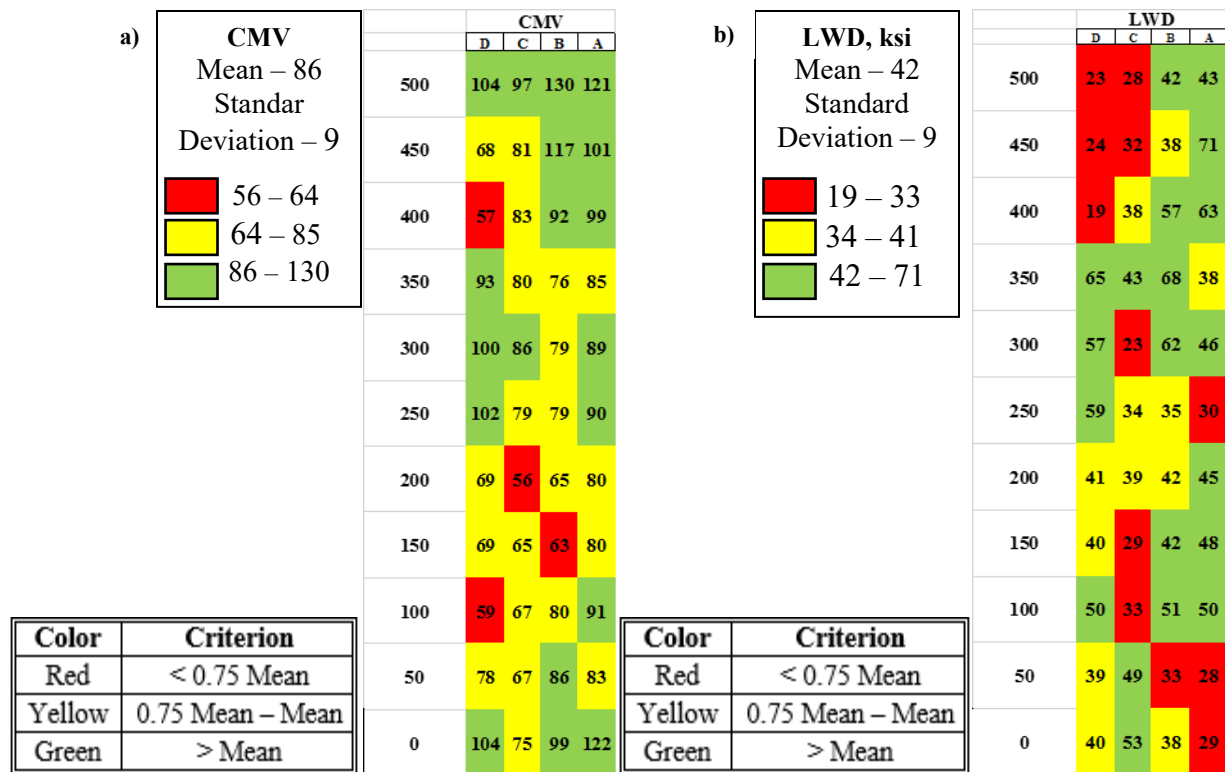 a)
CMV
Mean – 86
Standar
Deviation – 9
56 – 64
64 – 85
86 – 130
CMV
D C B A
500 104 97 130 121
450 68 81 117 101
400 57 83 92 99
350 93 80 76 85
300 100 86 79 89
250 102 79 79 90
200 69 56 65 80
150 69 65 63 80
100 59 67 80 91
50 78 67 86 83
0 104 75 99 122
Color Criterion
Red < 0.75 Mean
Yellow 0.75 Mean – Mean
Green > Mean
b)
LWD, ksi
Mean – 42
Standard
Deviation – 9
19 – 33
34 – 41
42 – 71
LWD
D C B A
500 23 28 42 43
450 24 32 38 71
400 19 38 57 63
350 65 43 68 38
300 57 23 62 46
250 59 34 35 30
200 41 39 42 45
150 40 29 42 48
100 50 33 51 50
50 39 49 33 28
0 40 53 38 29
Color Criterion
Red < 0.75 Mean
Yellow 0.75 Mean – Mean
Green > Mean